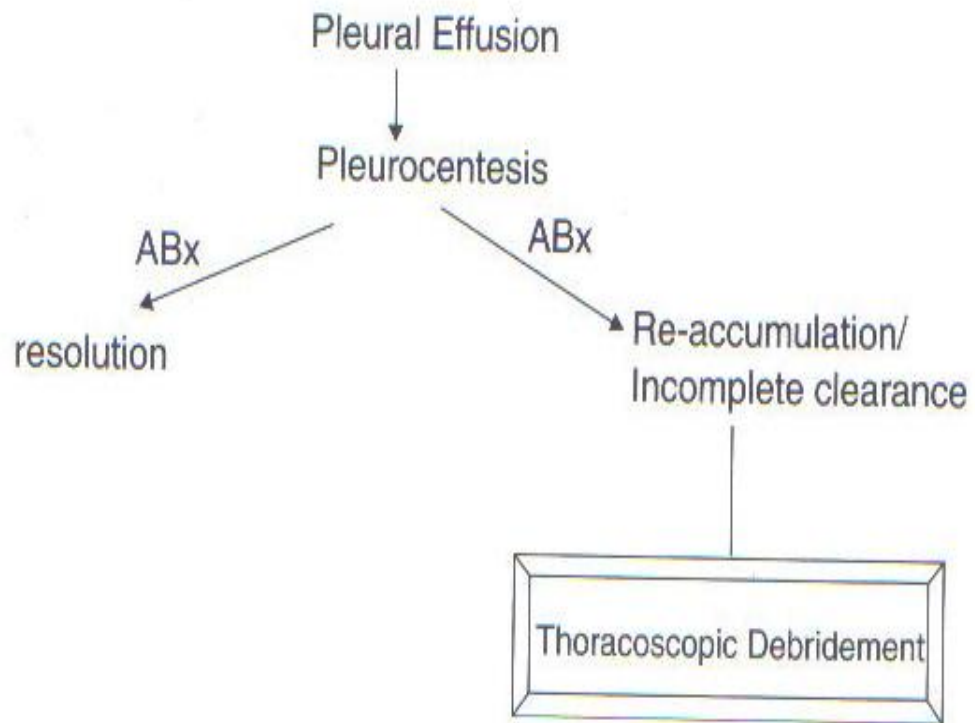 Pleural Effusion
Pleurocentesis
ABx
ABx
resolution
Re-accumulation/
Incomplete clearance
Thoracoscopic Debridement